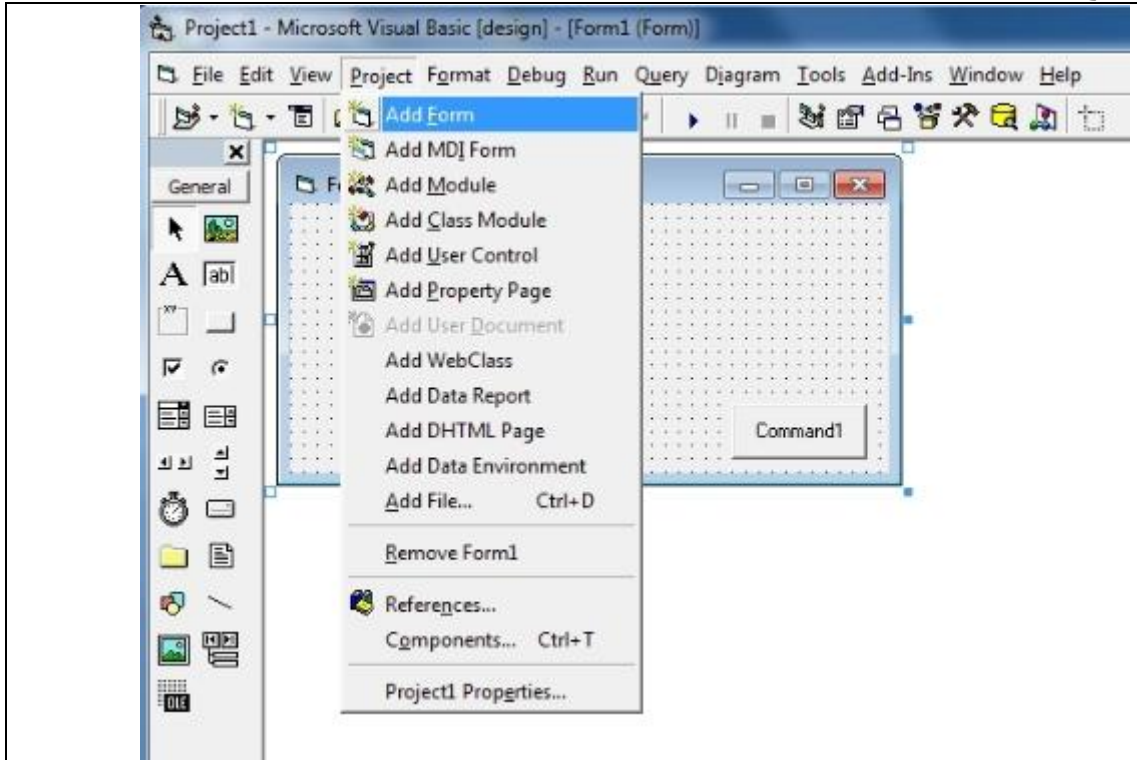 Project1 - Microsoft Visual Basic [design] - [Form1 (Form)]
File Edit View Project Format Debug Run Query Diagram Tools Add-Ins Window Help
Add Form
Add MDI Form
General
Add Module
Add Class Module
Add User Control
A ab
Add Property Page
Add User Document
Add WebClass
Add Data Report
Add DHTML Page
Command1
Add Data Environment
Add File... Ctrl+D
Remove Form1
References...
Components... Ctrl+T
OLE
Project1 Properties...